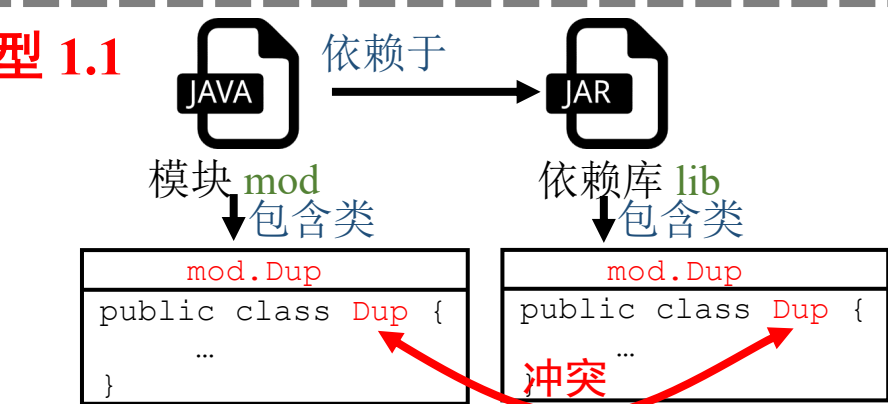 型 1.1
依赖于
JAVA
JAR
模块 mod
依赖库 lib
包含类
包含类
mod.Dup
public class Dup {
…
}
mod.Dup
public class Dup {
…
}
冲突